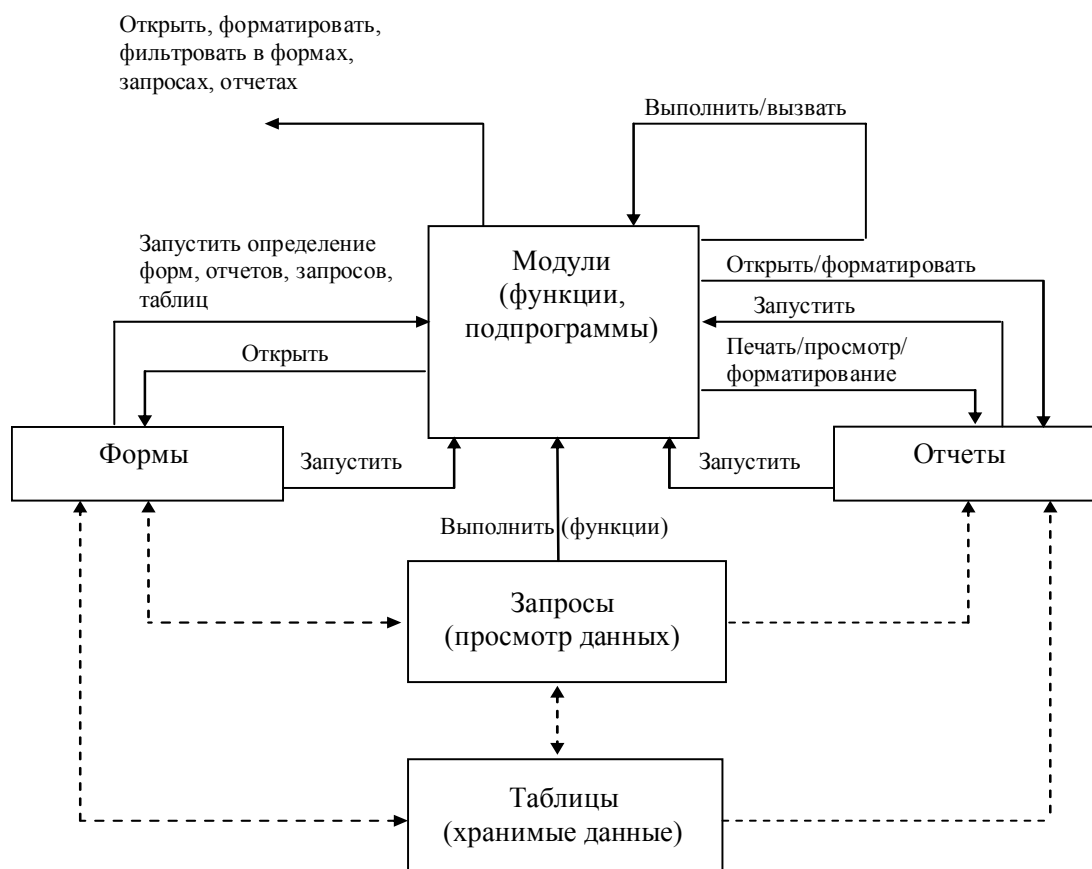 Открыть, форматировать,
фильтровать в формах,
запросах, отчетах
Выполнить/вызвать
Запустить определение
форм, отчетов, запросов,
таблиц
Модули
(функции,
подпрограммы)
Открыть/форматировать
Запустить
Открыть
Печать/просмотр/
форматирование
Формы
Запустить
Запустить
Отчеты
Выполнить (функции)
Запросы
(просмотр данных)
Таблицы
(хранимые данные)